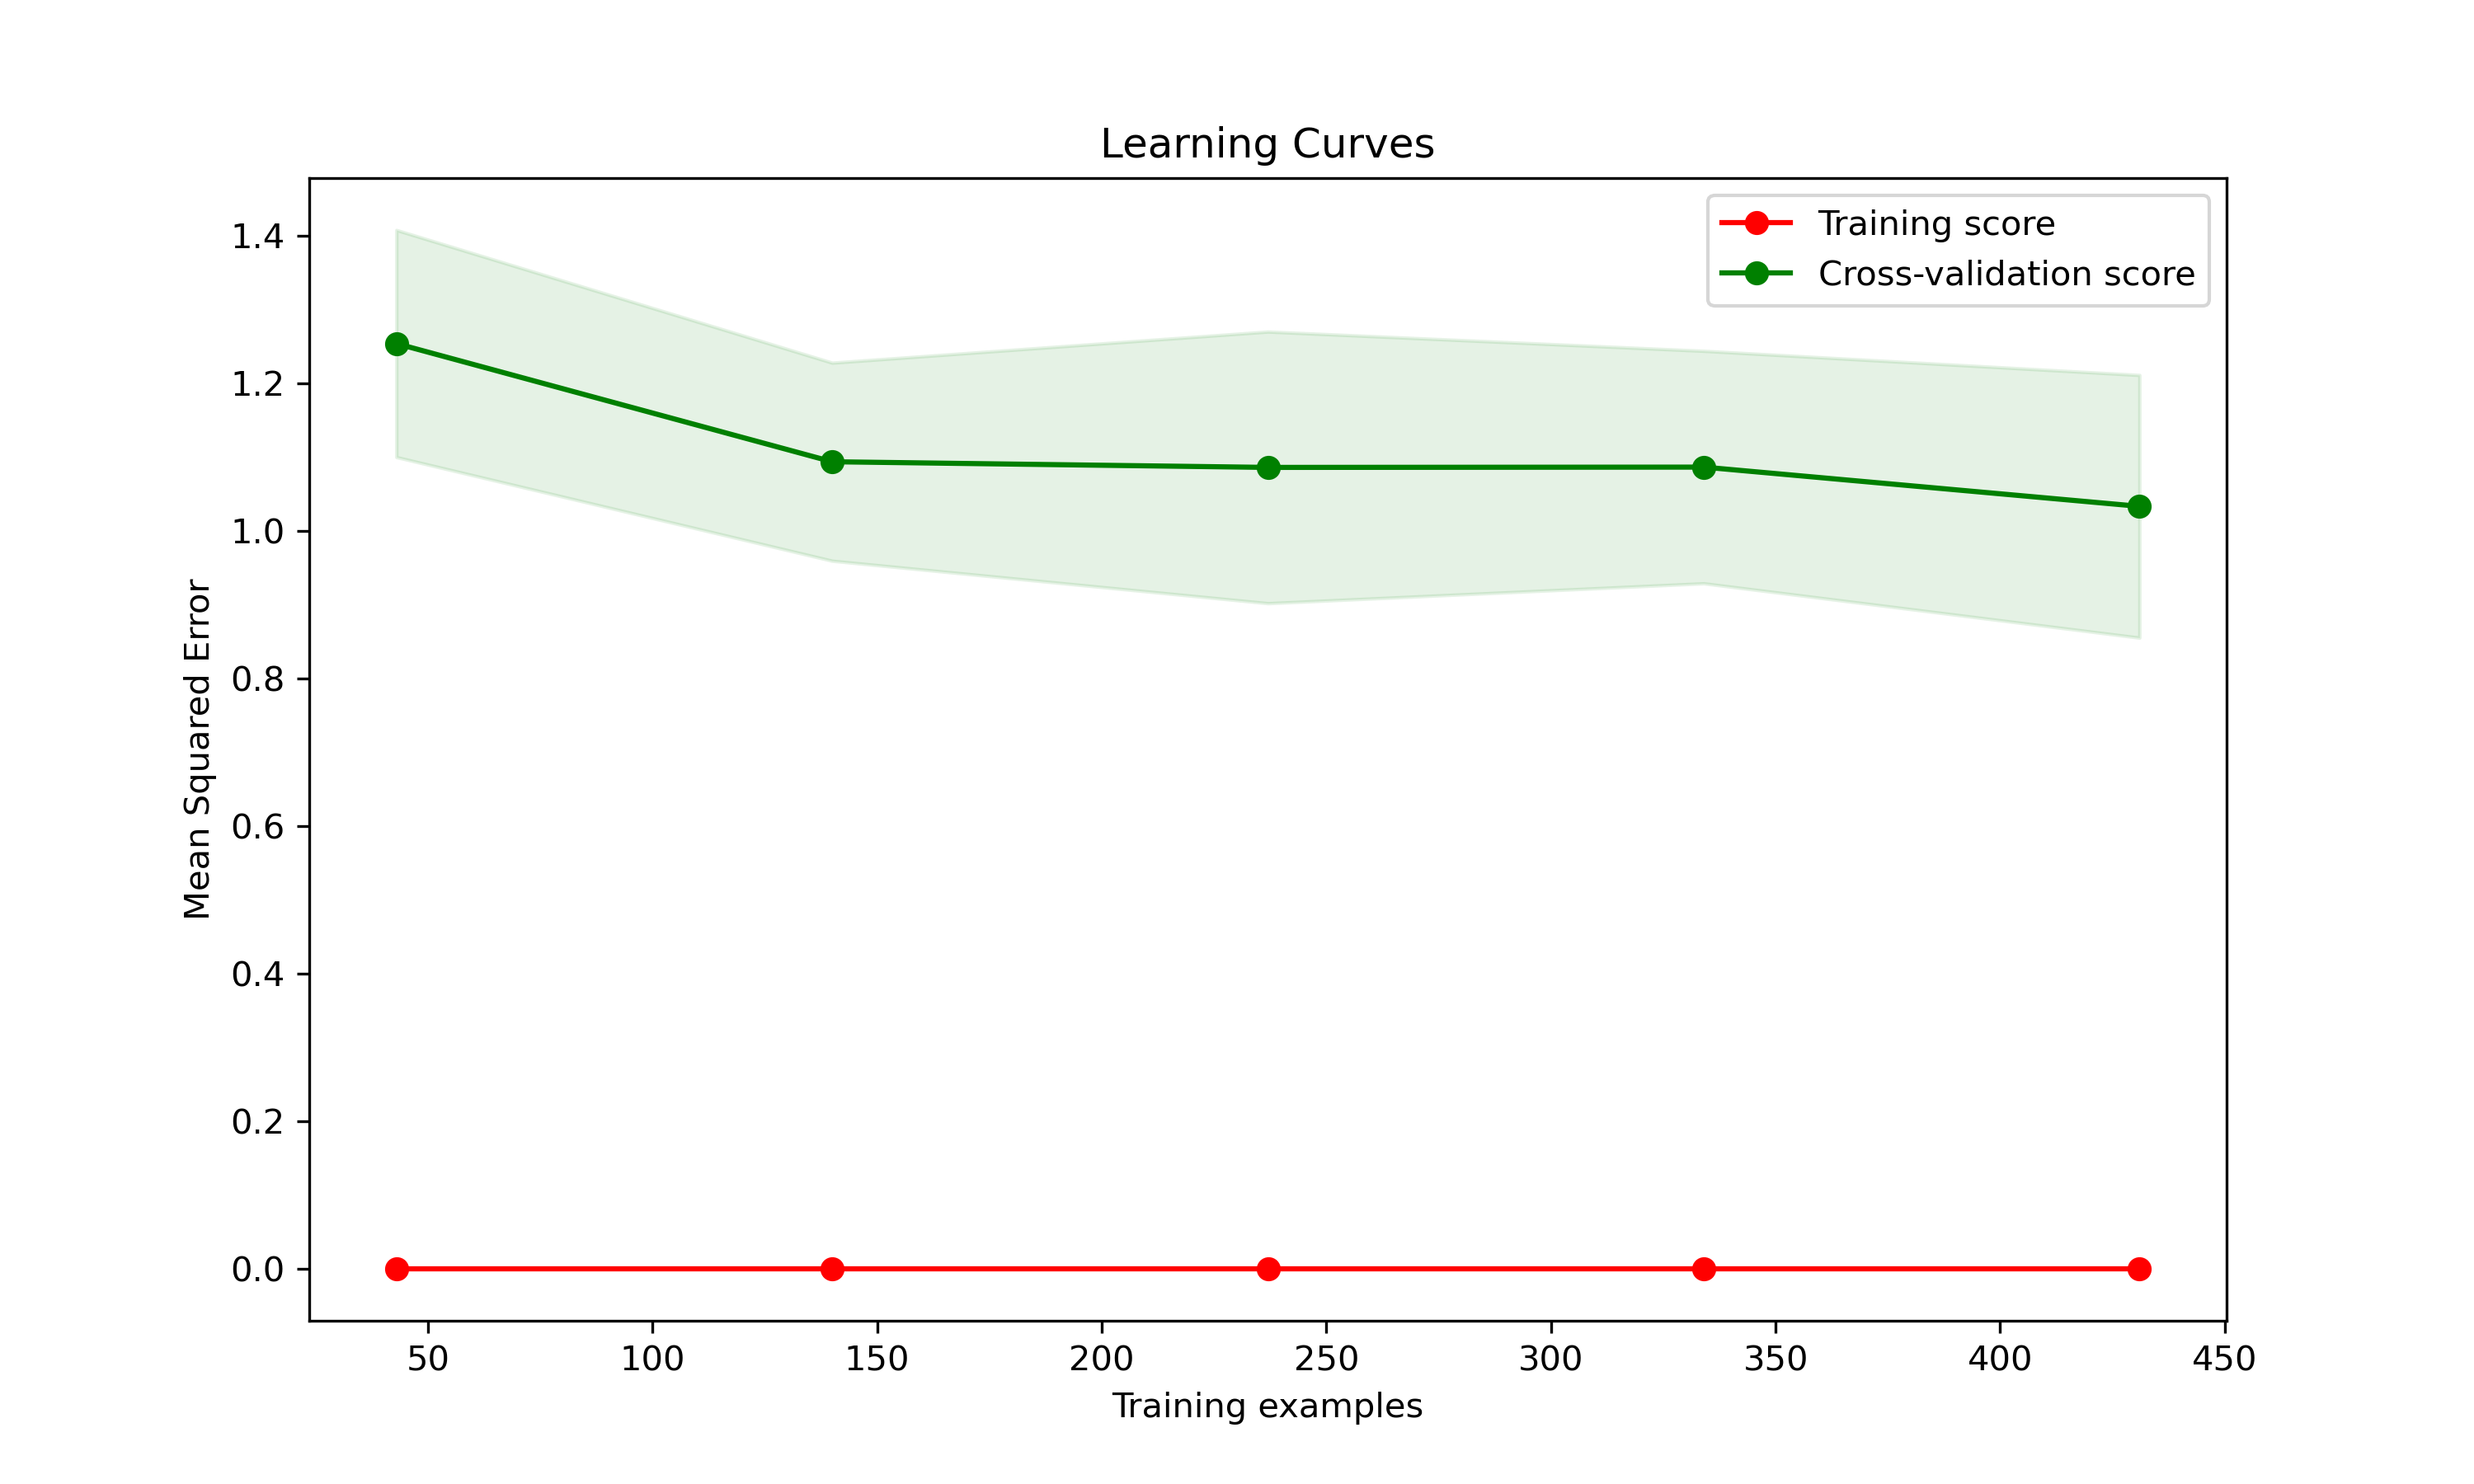 Learning Curves
Training score
Cross-validation score
1.4
1.2
1.0
0.8
0.6
0.4
0.2
0.0
Mean Squared Error
50 100 150 200 250 300 350 400 450
Training examples